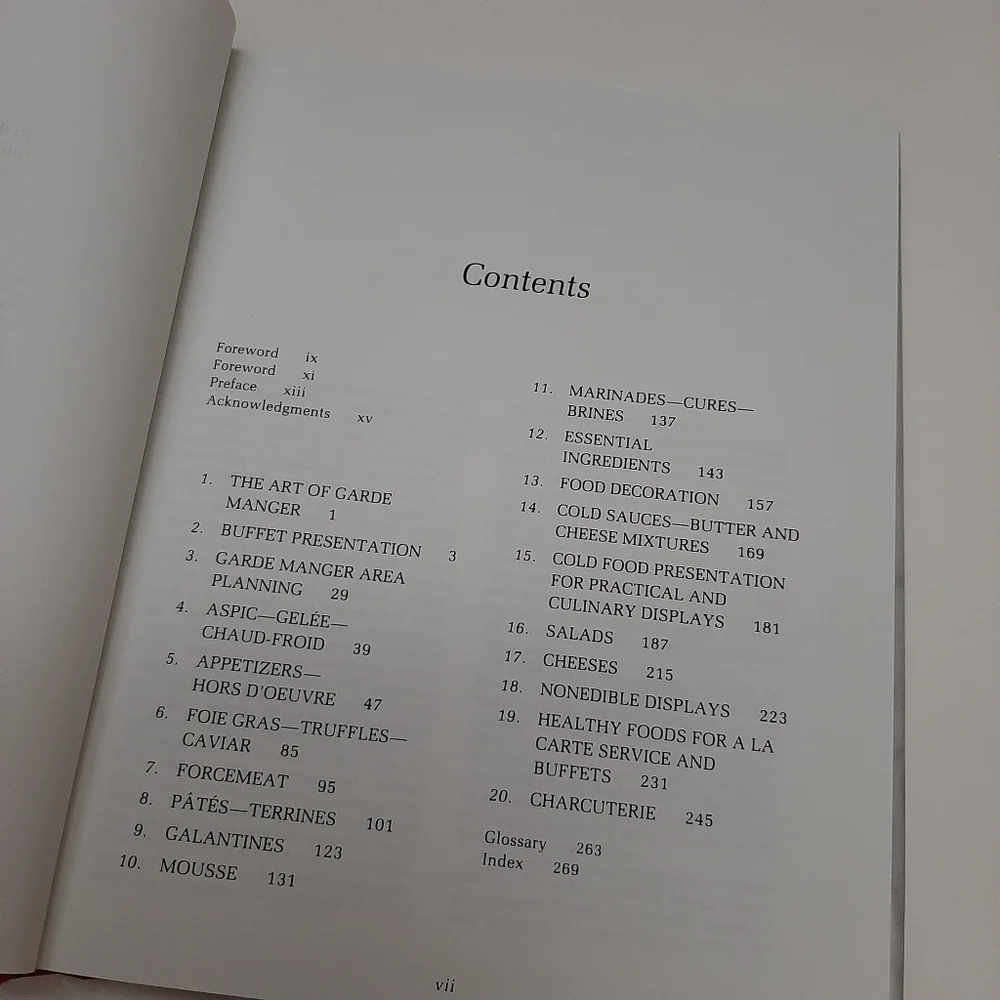 Contents
Foreword ix
Foreword xi
Preface xiii
Acknowledgments xv
1. THE ART OF GARDE
MANGER 1
2. BUFFET PRESENTATION 3
3. GARDE MANGER AREA
PLANNING 29
4. ASPIC—GELÉE—
CHAUD-FROID 39
5. APPETIZERS—
HORS D'OEUVRE 47
6. FOIE GRAS—TRUFFLES—
CAVIAR 85
7. FORCEMEAT 95
8. PÂTÉS—TERRINES 101
9. GALANTINES 123
10. MOUSSE 131
11. MARINADES—CURES—
BRINES 137
12. ESSENTIAL
INGREDIENTS 143
13. FOOD DECORATION 157
14. COLD SAUCES—BUTTER AND
CHEESE MIXTURES 169
15. COLD FOOD PRESENTATION
FOR PRACTICAL AND
CULINARY DISPLAYS 181
16. SALADS 187
17. CHEESES 215
18. NONEDIBLE DISPLAYS 223
19. HEALTHY FOODS FOR A LA
CARTE SERVICE AND
BUFFETS 231
20. CHARCUTERIE 245
Glossary 263
Index 269
vii